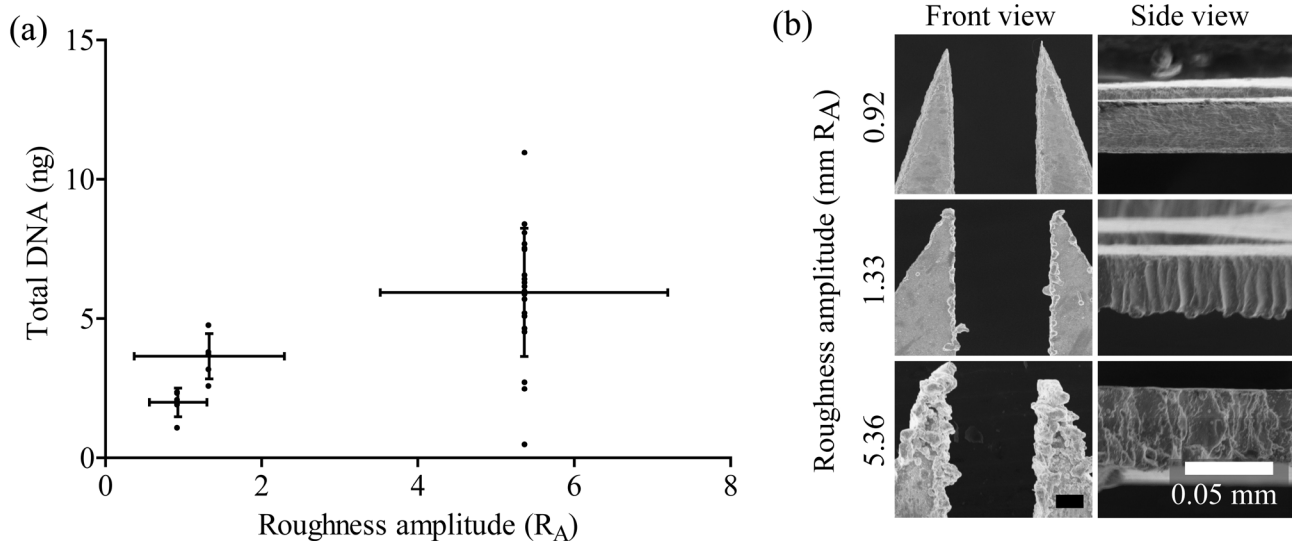 (a)
15
10
5
0
Total DNA (ng)
0 2 4 6 8
Roughness amplitude (RA)
(b)
Front view Side view
Roughness amplitude (mm RA)
0.92
1.33
5.36
0.05 mm